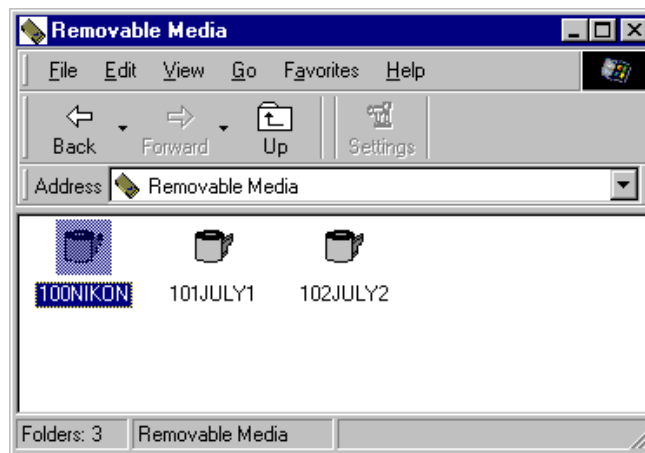 Removable Media
File Edit View Go Favorites Help
Back Forward Up Settings
Address Removable Media
100NIKON 101JULY1 102JULY2
Folders: 3 Removable Media